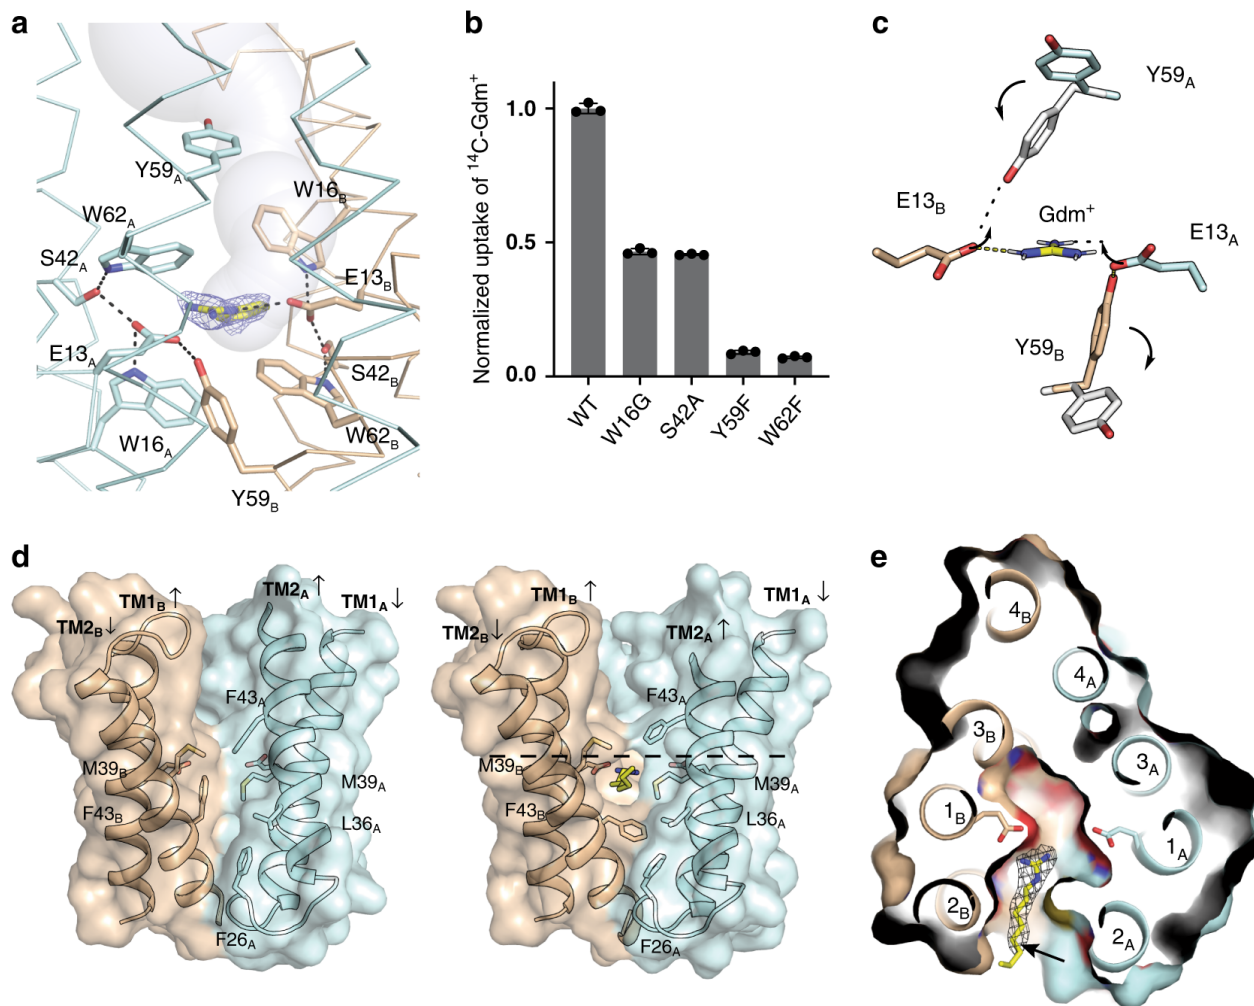 a
Y59A
W16B
W62A
S42A
E13B
E13A
S42B
W16A
W62B
Y59B
b
Normalized uptake of ¹⁴C-Gdm⁺
1.0
0.5
0.0
WT
W16G
S42A
Y59F
W62F
c
Y59A
E13B
Gdm⁺
E13A
Y59B
d
TM1B↑
TM2A↑
TM1A↓
TM2B↓
F43A
M39B
M39A
F43B
L36A
F26A
TM1B↑
TM1A↓
TM2B↓
TM2A↑
F43A
M39B
M39A
F43B
L36A
F26A
e
4B
4A
3B
3A
1B
1A
2B
2A